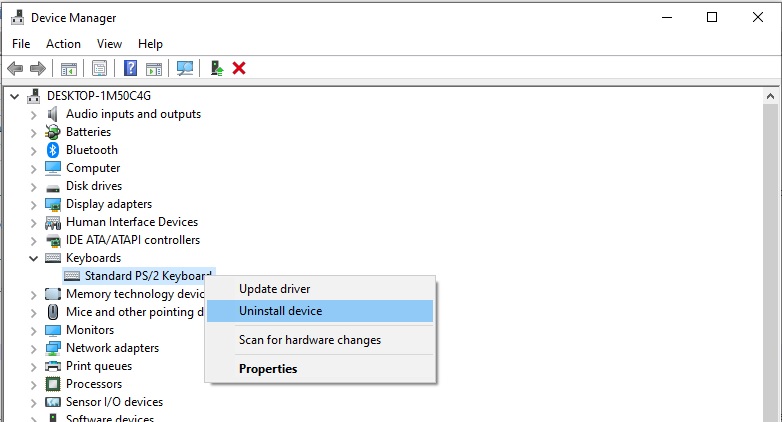 Device Manager
File Action View Help
DESKTOP-1M50C4G
Audio inputs and outputs
Batteries
Bluetooth
Computer
Disk drives
Display adapters
Human Interface Devices
IDE ATA/ATAPI controllers
Keyboards
Standard PS/2 Keyboard
Update driver
Uninstall device
Scan for hardware changes
Properties
Memory technology devic
Mice and other pointing d
Monitors
Network adapters
Print queues
Processors
Sensor I/O devices
Software devices